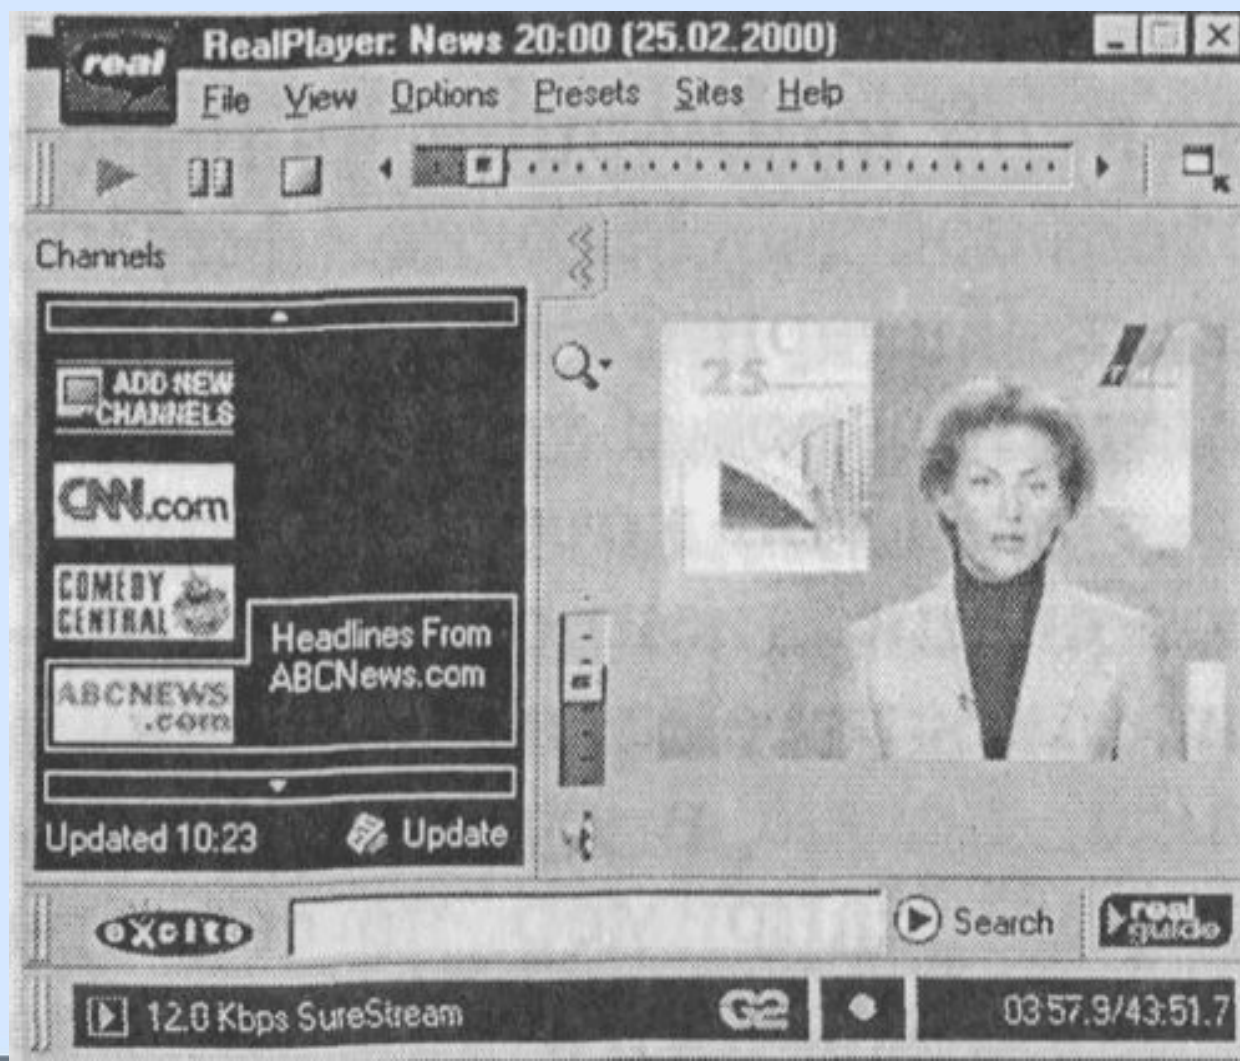 real
RealPlayer: News 20:00 (25.02.2000)
File View Options Presets Sites Help
Channels
ADD NEW
CHANNELS
CNN.com
COMEDY
CENTRAL
Headlines From
ABCNews.com
ABCNEWS
.com
Updated 10:23 Update
25
excite
Search
real
guide
12.0 Kbps SureStream
G2
03:57.9/43:51.7